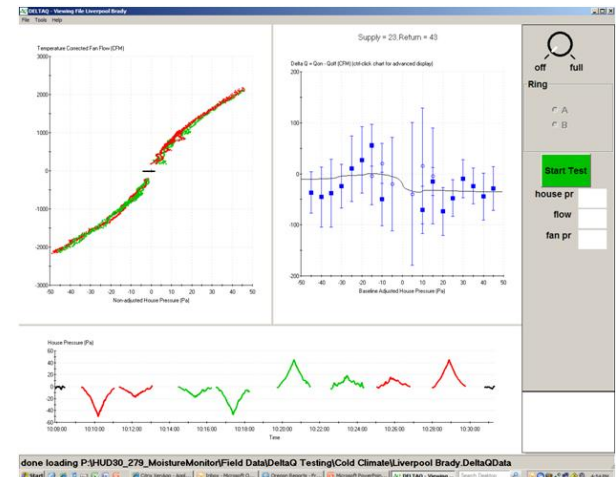 DELTAQ - Viewing File Liverpool Brady
File Tools Help
Temperature Corrected Fan Flow (CFM)
3000
2000
1000
0
-1000
-2000
-3000
-50 -40 -30 -20 -10 0 10 20 30 40 50
Non-adjusted House Pressure (Pa)
Supply = 23, Return = 43
Delta Q = Qon - Qoff (CFM) (ctrl-click chart for advanced display)
200
100
0
-100
-200
-50 -40 -30 -20 -10 0 10 20 30 40 50
Baseline Adjusted House Pressure (Pa)
off full
Ring
A
B
Start Test
house pr
flow
fan pr
House Pressure (Pa)
60
40
20
0
-20
-40
-60
10:09:00 10:10:00 10:12:00 10:14:00 10:16:00 10:18:00 10:20:00 10:22:00 10:24:00 10:26:00 10:28:00 10:30:00
Time
done loading P:\HUD30_279_MoistureMonitor\Field Data\DeltaQ Testing\Cold Climate\Liverpool Brady.DeltaQData
Start